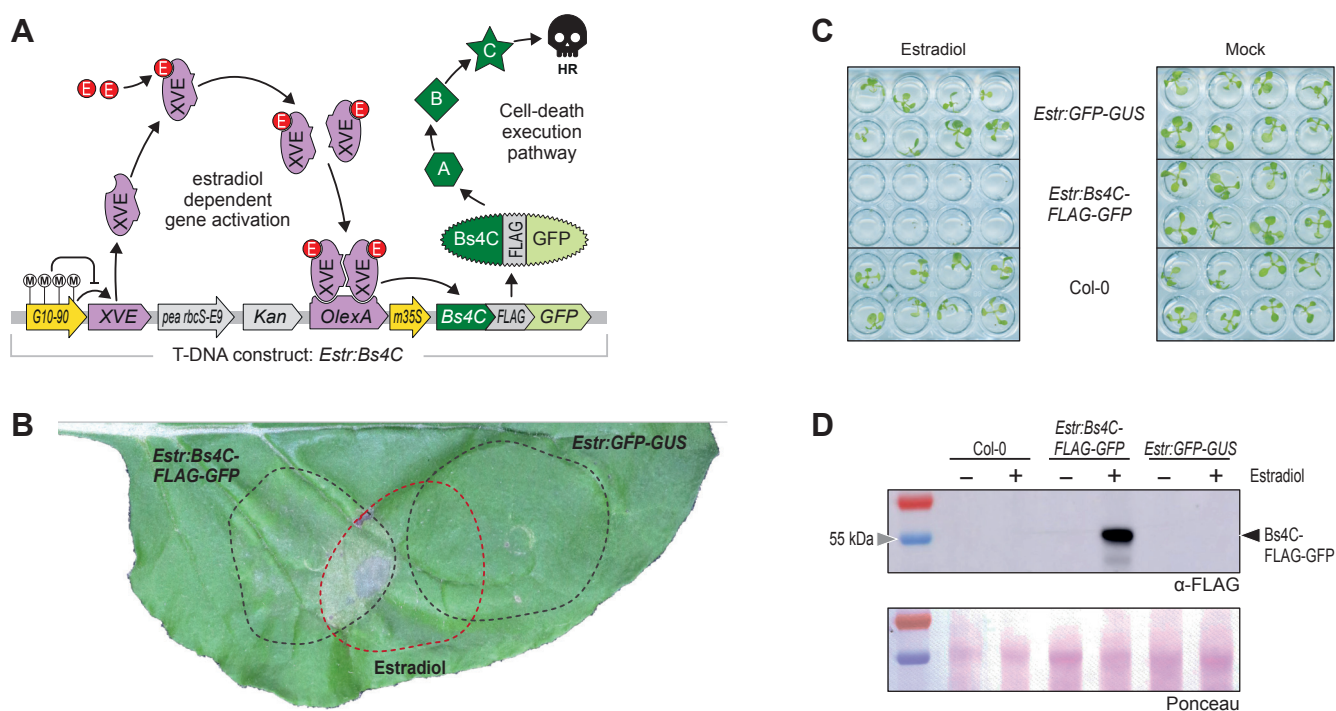 A
E
E
E
XVE
E
XVE
E
XVE
XVE
estradiol
dependent
gene activation
C
HR
B
Cell-death
execution
pathway
A
Bs4C FLAG GFP
E
E
XVE
XVE
M M M M
G10-90 XVE pea rbcS-E9 Kan OlexA m35S Bs4C FLAG GFP
T-DNA construct: Estr:Bs4C
B
Estr:Bs4C-
FLAG-GFP
Estr:GFP-GUS
Estradiol
C
Estradiol Mock
Estr:GFP-GUS
Estr:Bs4C-
FLAG-GFP
Col-0
D
Col-0
Estr:Bs4C-
FLAG-GFP
Estr:GFP-GUS
– + – + – + Estradiol
55 kDa
Bs4C-
FLAG-GFP
α-FLAG
Ponceau